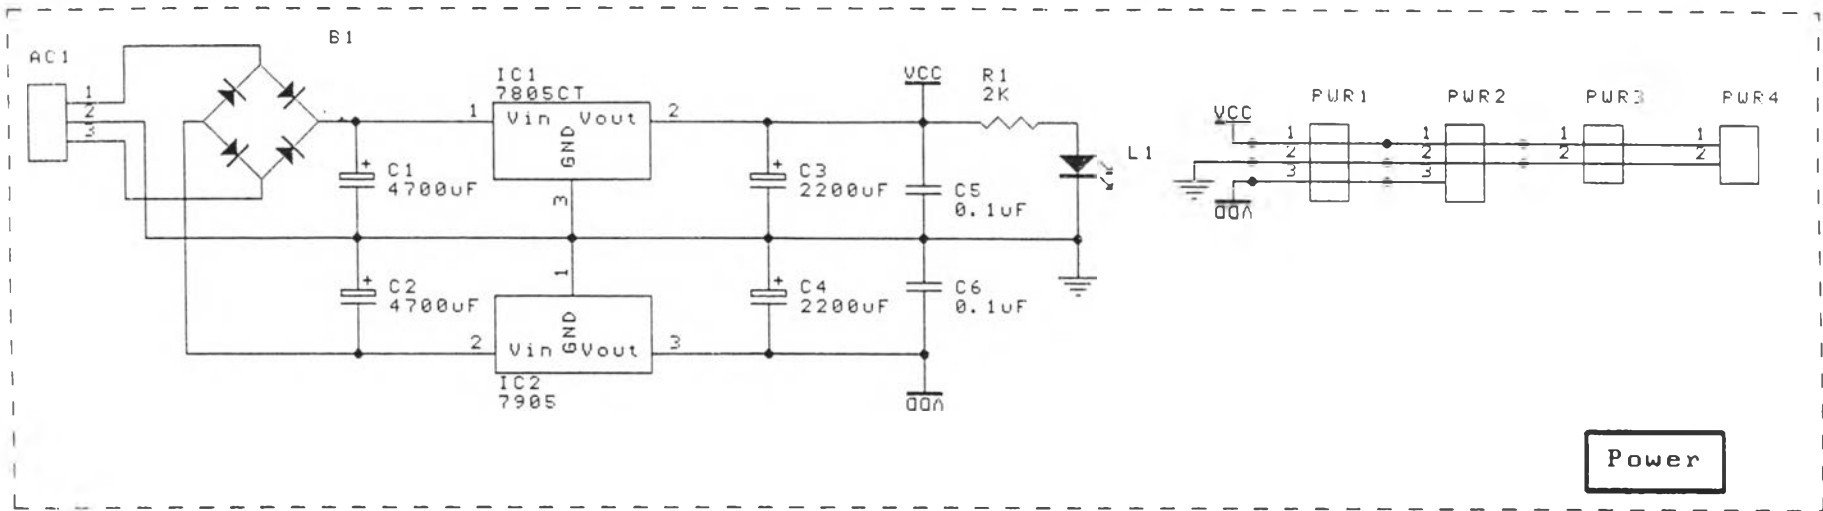 B1
AC1
1
2
3
IC1
7805CT
1
Vin
Vout
2
GND
3
+
C1
4700uF
VCC
R1
2K
+
C3
2200uF
C5
0.1uF
L1
+
C2
4700uF
1
GND
2
Vin
Vout
3
IC2
7905
+
C4
2200uF
C6
0.1uF
VDD
PWR1
PWR2
PWR3
PWR4
VCC
1
2
3
1
2
3
1
2
1
2
VDD
Power